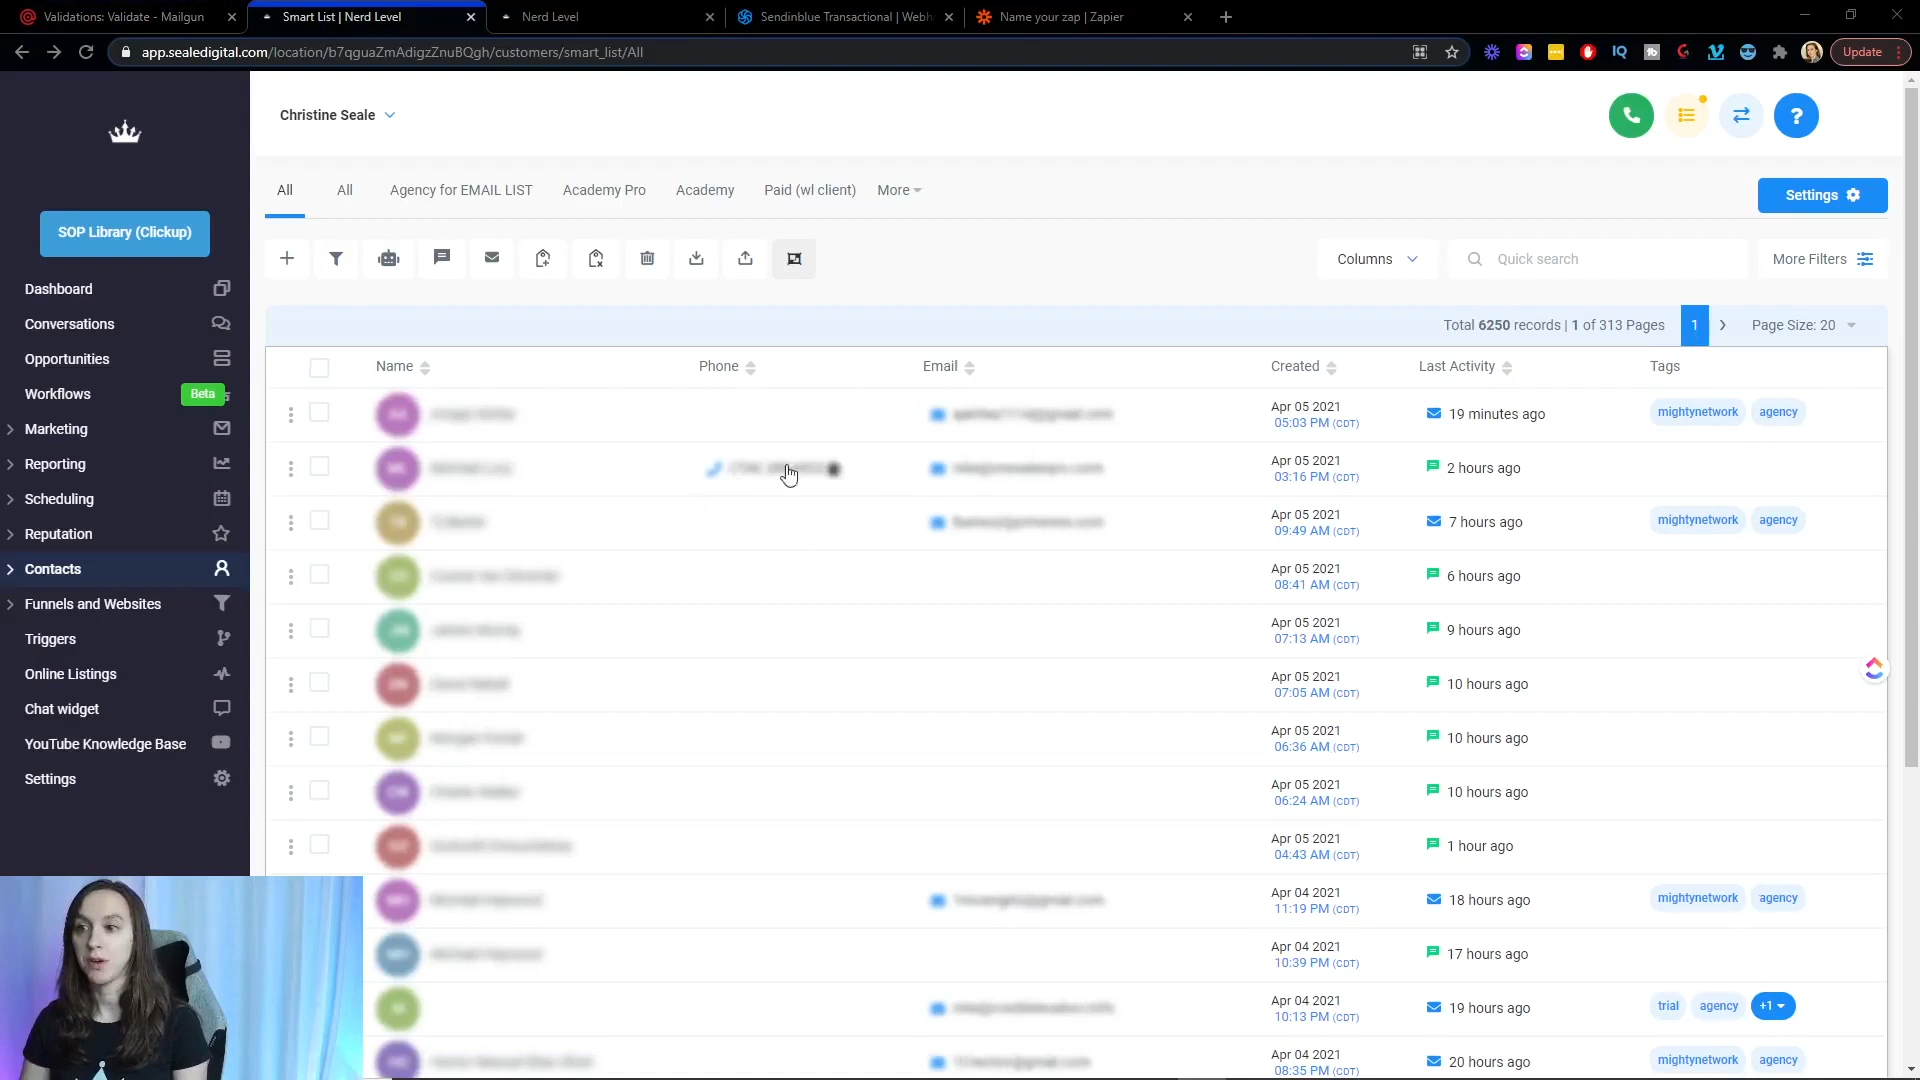 Validations: Validate - Mailgun
Smart List | Nerd Level
Nerd Level
Sendinblue Transactional | Webh
Name your zap | Zapier
app.sealedigital.com/location/b7qguaZmAdigzZnuBQgh/customers/smart_list/All
Update
SOP Library (Clickup)
Dashboard
Conversations
Opportunities
Workflows Beta
Marketing
Reporting
Scheduling
Reputation
Contacts
Funnels and Websites
Triggers
Online Listings
Chat widget
YouTube Knowledge Base
Settings
Christine Seale
?
All All Agency for EMAIL LIST Academy Pro Academy Paid (wl client) More
Settings
Columns Quick search More Filters
Total 6250 records | 1 of 313 Pages 1 Page Size: 20
Name Phone Email Created Last Activity Tags
Apr 05 2021
05:03 PM (CDT)
19 minutes ago mightynetwork agency
Apr 05 2021
03:16 PM (CDT)
2 hours ago
Apr 05 2021
09:49 AM (CDT)
7 hours ago mightynetwork agency
Apr 05 2021
08:41 AM (CDT)
6 hours ago
Apr 05 2021
07:13 AM (CDT)
9 hours ago
Apr 05 2021
07:05 AM (CDT)
10 hours ago
Apr 05 2021
06:36 AM (CDT)
10 hours ago
Apr 05 2021
06:24 AM (CDT)
10 hours ago
Apr 05 2021
04:43 AM (CDT)
1 hour ago
Apr 04 2021
11:19 PM (CDT)
18 hours ago mightynetwork agency
Apr 04 2021
10:39 PM (CDT)
17 hours ago
Apr 04 2021
10:13 PM (CDT)
19 hours ago trial agency +1
Apr 04 2021
08:35 PM (CDT)
20 hours ago mightynetwork agency